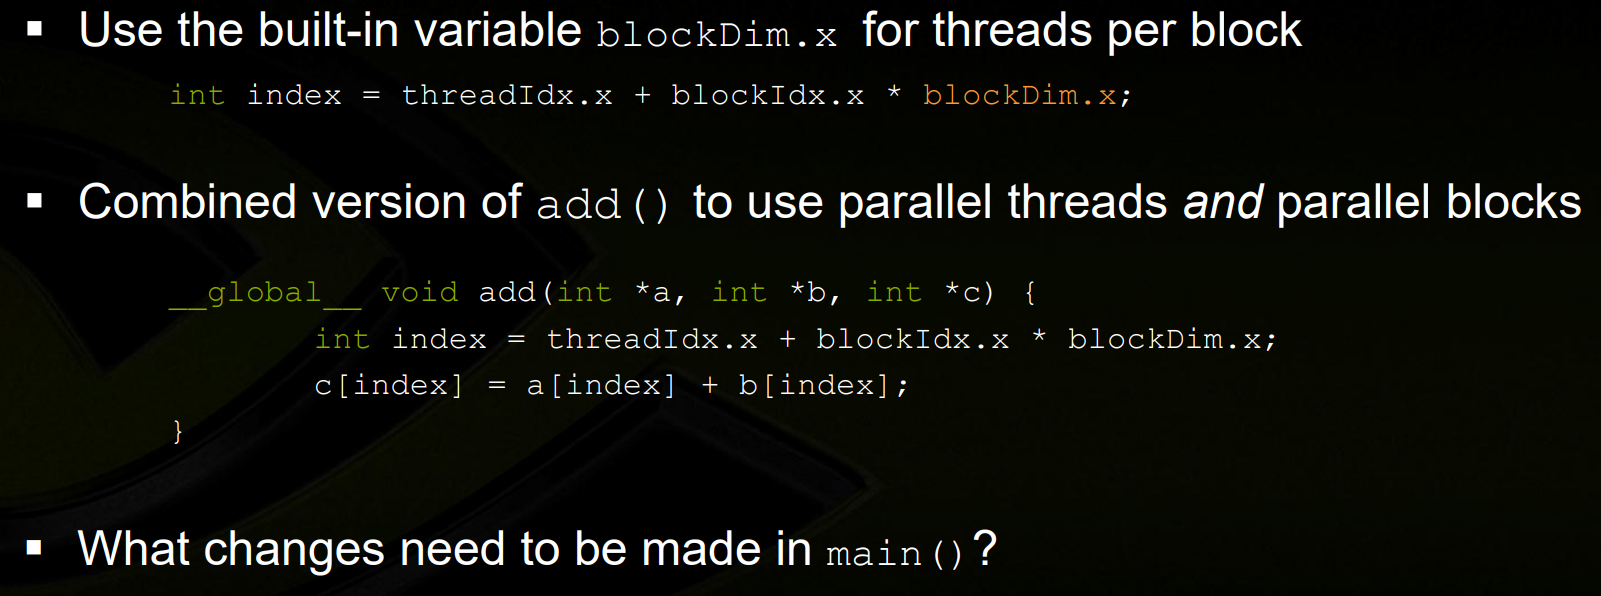 ▪ Use the built-in variable blockDim.x for threads per block
int index = threadIdx.x + blockIdx.x * blockDim.x;
▪ Combined version of add() to use parallel threads and parallel blocks
__global__ void add(int *a, int *b, int *c) {
int index = threadIdx.x + blockIdx.x * blockDim.x;
c[index] = a[index] + b[index];
}
▪ What changes need to be made in main()?